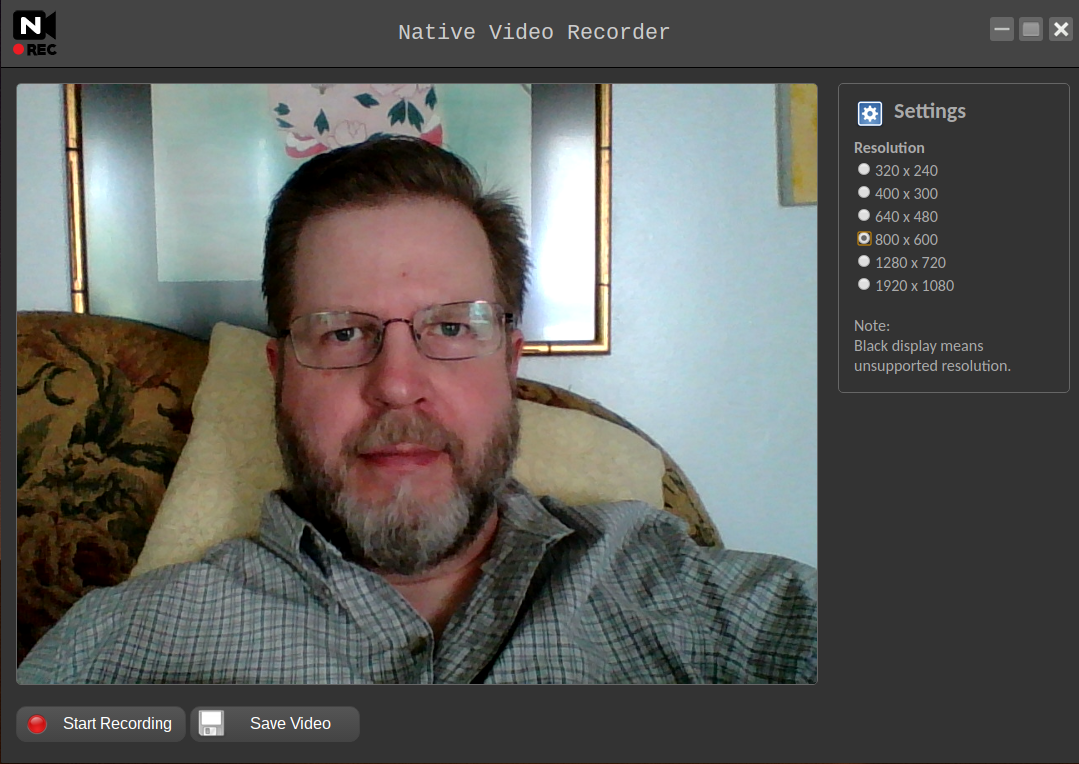 N
REC
Native Video Recorder
Settings
Resolution
320 x 240
400 x 300
640 x 480
800 x 600
1280 x 720
1920 x 1080
Note:
Black display means
unsupported resolution.
Start Recording
Save Video